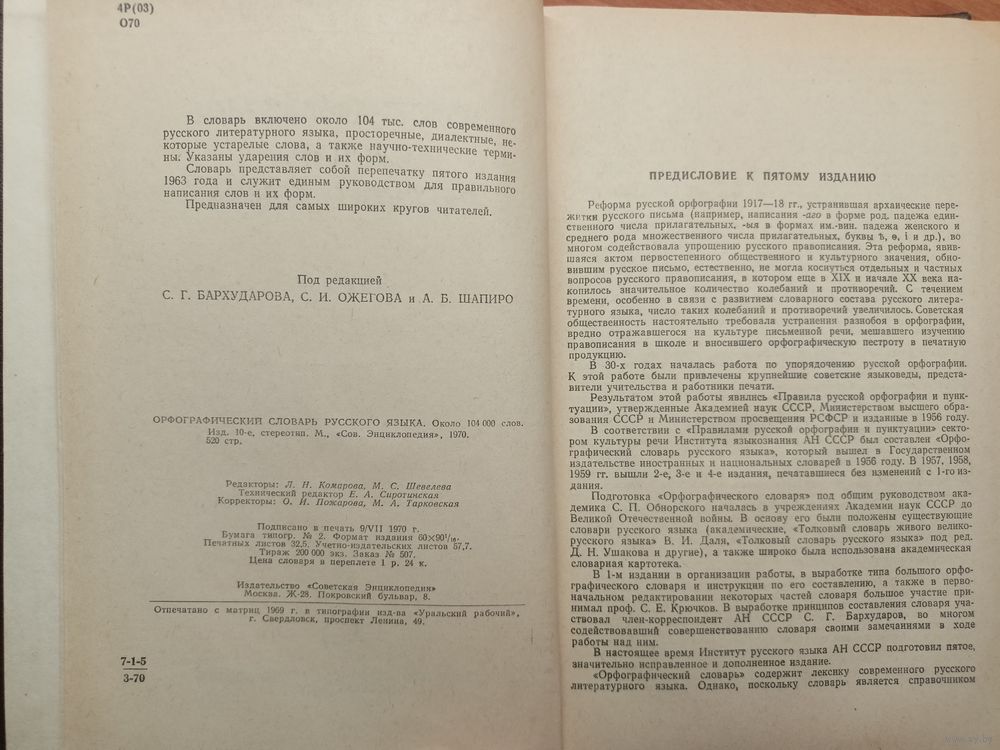 4Р(03)
О70
В словарь включено около 104 тыс. слов современного
русского литературного языка, просторечные, диалектные, не-
которые устарелые слова, а также научно-технические терми-
ны. Указаны ударения слов и их форм.
Словарь представляет собой перепечатку пятого издания
1963 года и служит единым руководством для правильного
написания слов и их форм.
Предназначен для самых широких кругов читателей.
Под редакцией
С. Г. БАРХУДАРОВА, С. И. ОЖЕГОВА и А. Б. ШАПИРО
ОРФОГРАФИЧЕСКИЙ СЛОВАРЬ РУССКОГО ЯЗЫКА. Около 104 000 слов.
Изд. 10-е, стереотип. М., «Сов. Энциклопедия», 1970.
520 стр.
Редакторы: Л. Н. Комарова, М. С. Шевелева
Технический редактор Е. А. Сиротинская
Корректоры: О. И. Пожарова, М. А. Тарковская
Подписано в печать 9/VII 1970 г.
Бумага типогр. № 2. Формат издания 60×90¹/₁₆.
Печатных листов 32,5. Учетно-издательских листов 57,7.
Тираж 200 000 экз. Заказ № 507.
Цена словаря в переплете 1 р. 24 к.
Издательство «Советская Энциклопедия»
Москва. Ж-28. Покровский бульвар, 8.
Отпечатано с матриц 1969 г. в типографии изд-ва «Уральский рабочий»,
г. Свердловск, проспект Ленина, 49.
7-1-5
3-70
ПРЕДИСЛОВИЕ К ПЯТОМУ ИЗДАНИЮ
Реформа русской орфографии 1917—18 гг., устранившая архаические пере-
житки русского письма (например, написания -аго в форме род. падежа един-
ственного числа прилагательных, -ыя в формах им.-вин. падежа женского и
среднего рода множественного числа прилагательных, буквы ѣ, ѳ, і и др.), во
многом содействовала упрощению русского правописания. Эта реформа, явив-
шаяся актом первостепенного общественного и культурного значения, обно-
вившим русское письмо, естественно, не могла коснуться отдельных и частных
вопросов русского правописания, в котором еще в XIX и начале XX века на-
копилось значительное количество колебаний и противоречий. С течением
времени, особенно в связи с развитием словарного состава русского литера-
турного языка, число таких колебаний и противоречий увеличилось. Советская
общественность настоятельно требовала устранения разнобоя в орфографии,
вредно отражавшегося на культуре письменной речи, мешавшего изучению
правописания в школе и вносившего орфографическую пестроту в печатную
продукцию.
В 30-х годах началась работа по упорядочению русской орфографии.
К этой работе были привлечены крупнейшие советские языковеды, предста-
вители учительства и работники печати.
Результатом этой работы явились «Правила русской орфографии и пунк-
туации», утвержденные Академией наук СССР, Министерством высшего обра-
зования СССР и Министерством просвещения РСФСР и изданные в 1956 году.
В соответствии с «Правилами русской орфографии и пунктуации» секто-
ром культуры речи Института языкознания АН СССР был составлен «Орфо-
графический словарь русского языка», который вышел в Государственном
издательстве иностранных и национальных словарей в 1956 году. В 1957, 1958,
1959 гг. вышли 2-е, 3-е и 4-е издания, печатавшиеся без изменений с 1-го из-
дания.
Подготовка «Орфографического словаря» под общим руководством ака-
демика С. П. Обнорского началась в учреждениях Академии наук СССР до
Великой Отечественной войны. В основу его были положены существующие
словари русского языка (академические, «Толковый словарь живого велико-
русского языка» В. И. Даля, «Толковый словарь русского языка» под ред.
Д. Н. Ушакова и другие), а также широко была использована академическая
словарная картотека.
В 1-м издании в организации работы, в выработке типа большого орфо-
графического словаря и инструкции по его составлению, а также в перво-
начальном редактировании некоторых частей словаря большое участие при-
нимал проф. С. Е. Крючков. В выработке принципов составления словаря уча-
ствовал член-корреспондент АН СССР С. Г. Бархударов, во многом
содействовавший совершенствованию словаря своими замечаниями в ходе
работы над ним.
В настоящее время Институт русского языка АН СССР подготовил пятое,
значительно исправленное и дополненное издание.
«Орфографический словарь» содержит лексику современного русского
литературного языка. Однако, поскольку словарь является справочником